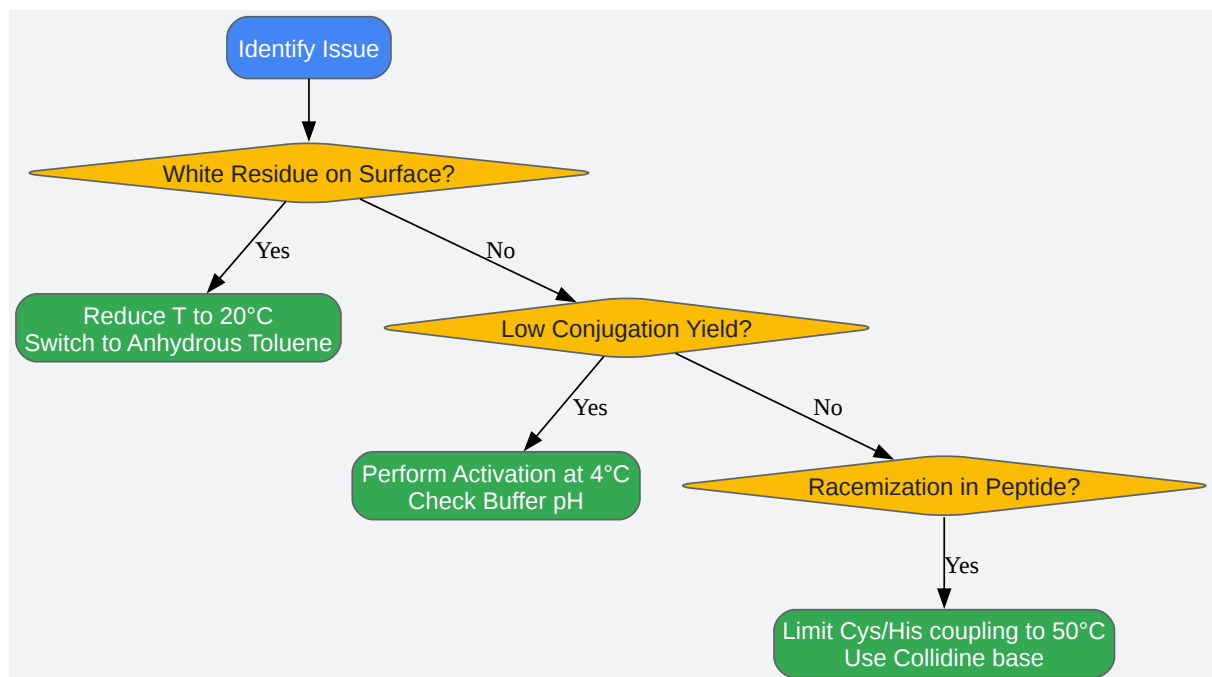 Identify Issue
White Residue on Surface?
Yes
No
Reduce T to 20°C
Switch to Anhydrous Toluene
Low Conjugation Yield?
Yes
No
Perform Activation at 4°C
Check Buffer pH
Racemization in Peptide?
Yes
Limit Cys/His coupling to 50°C
Use Collidine base